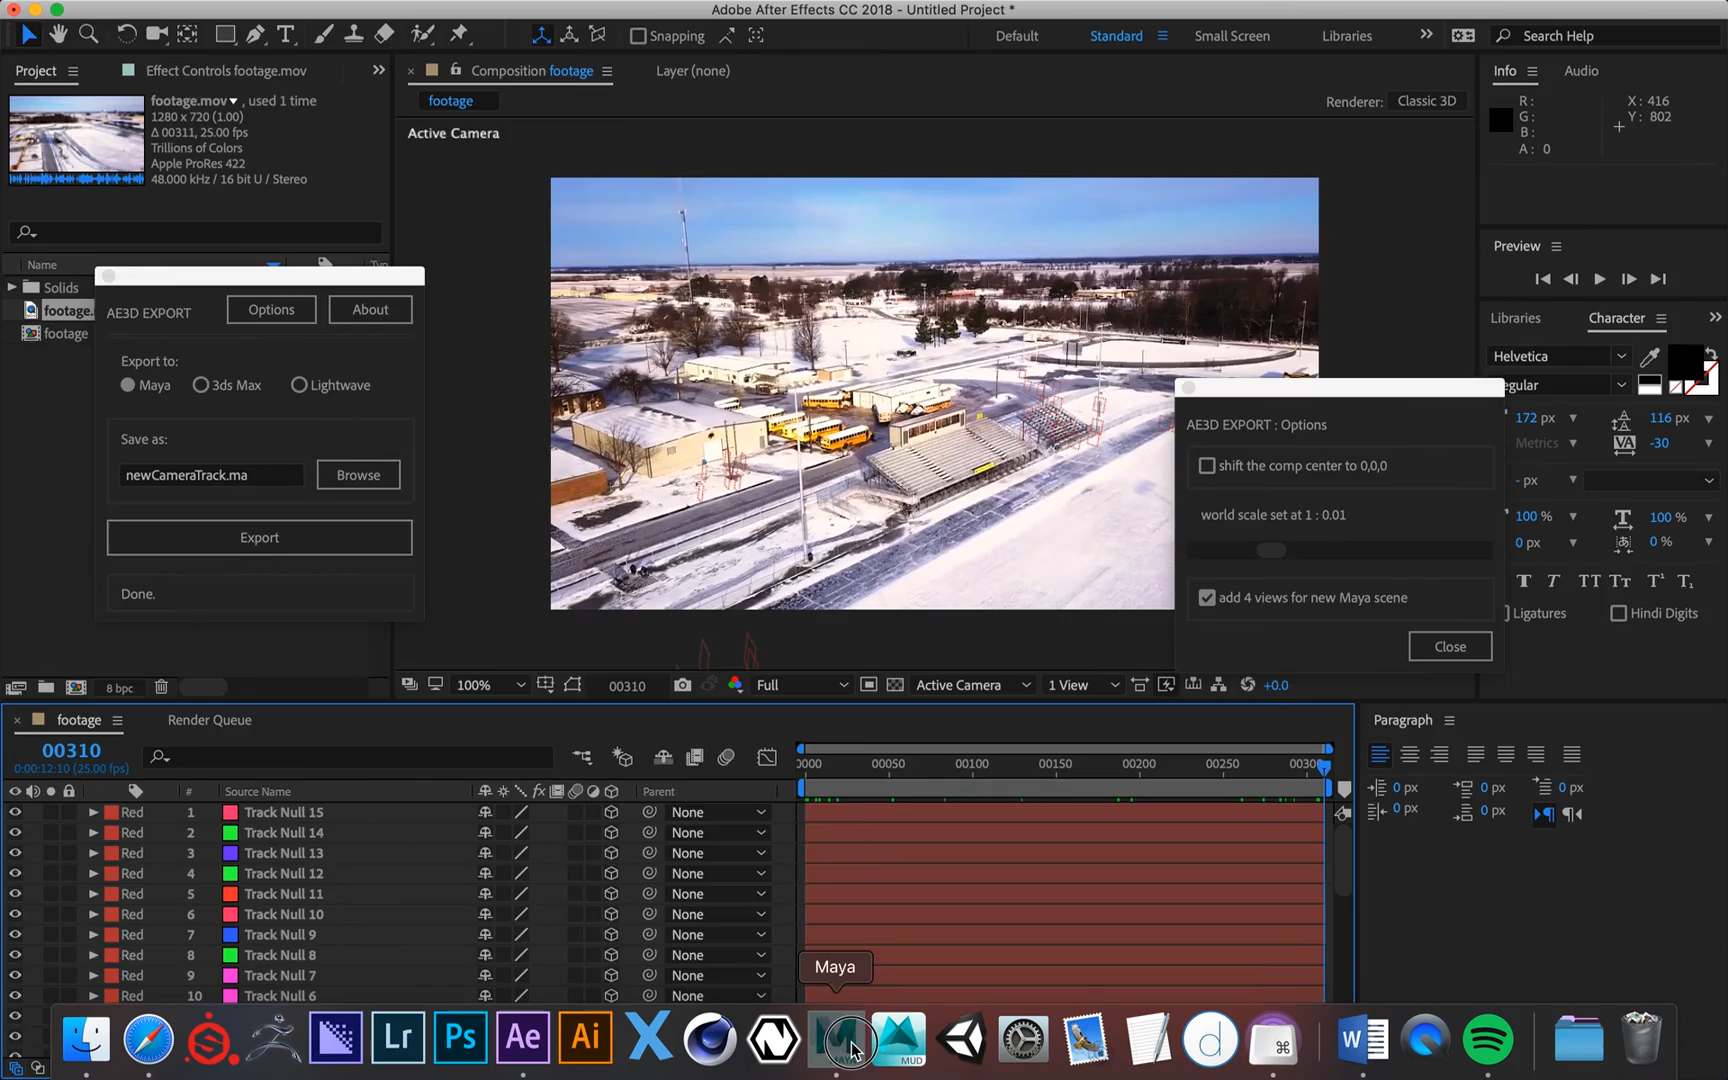 Adobe After Effects CC 2018 - Untitled Project *
Snapping
Default
Standard
Small Screen
Libraries
Search Help
Project
Effect Controls footage.mov
Composition footage
Layer (none)
Info
Audio
footage
Renderer:
Classic 3D
footage.mov▼, used 1 time
1280 x 720 (1.00)
Δ 00311, 25.00 fps
Trillions of Colors
Apple ProRes 422
48.000 kHz / 16 bit U / Stereo
R:
G:
B:
A: 0
X: 416
Y: 802
Active Camera
Preview
Name
Solids
footage.
footage
AE3D EXPORT
Options
About
Export to:
Maya
3ds Max
Lightwave
Save as:
newCameraTrack.ma
Browse
Export
Done.
Libraries
Character
Helvetica
egular
172 px
116 px
Metrics
-30
- px
100 %
100 %
0 px
0 %
Ligatures
Hindi Digits
AE3D EXPORT : Options
shift the comp center to 0,0,0
world scale set at 1 : 0.01
add 4 views for new Maya scene
Close
8 bpc
100%
00310
Full
Active Camera
1 View
+0.0
footage
Render Queue
Paragraph
00310
0:00:12:10 (25.00 fps)
0000
00050
00100
00150
00200
00250
0030
# Source Name
fx
Parent
0 px
0 px
0 px
0 px
0 px
Red 1 Track Null 15 None
Red 2 Track Null 14 None
Red 3 Track Null 13 None
Red 4 Track Null 12 None
Red 5 Track Null 11 None
Red 6 Track Null 10 None
Red 7 Track Null 9 None
Red 8 Track Null 8 None
Red 9 Track Null 7 None
Red 10 Track Null 6 None
Maya
Lr
Ps
Ae
Ai
MUD